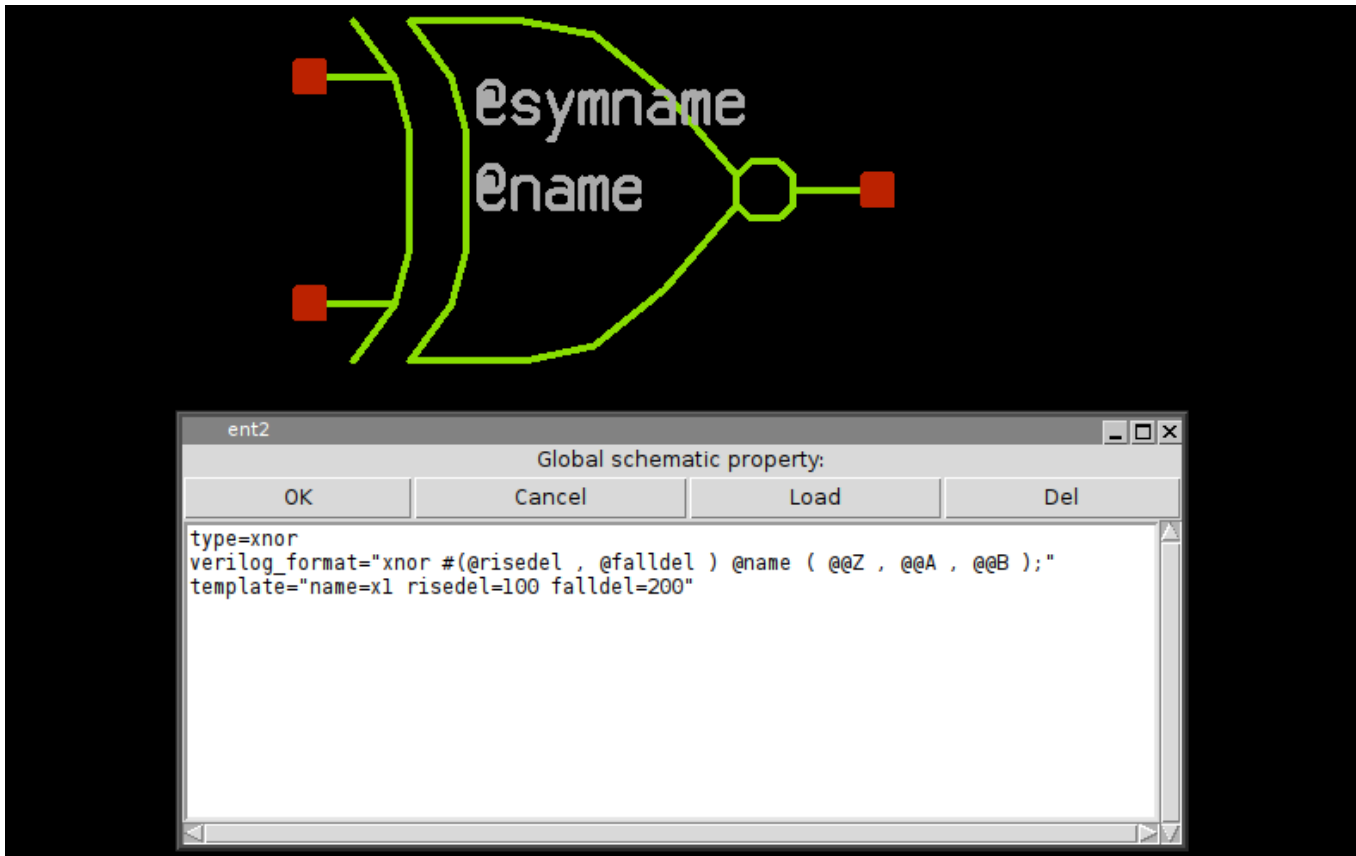 @symname
@name
ent2
Global schematic property:
OK Cancel Load Del
type=xnor
verilog_format="xnor #(@risedel , @falldel ) @name ( @@Z , @@A , @@B );"
template="name=x1 risedel=100 falldel=200"